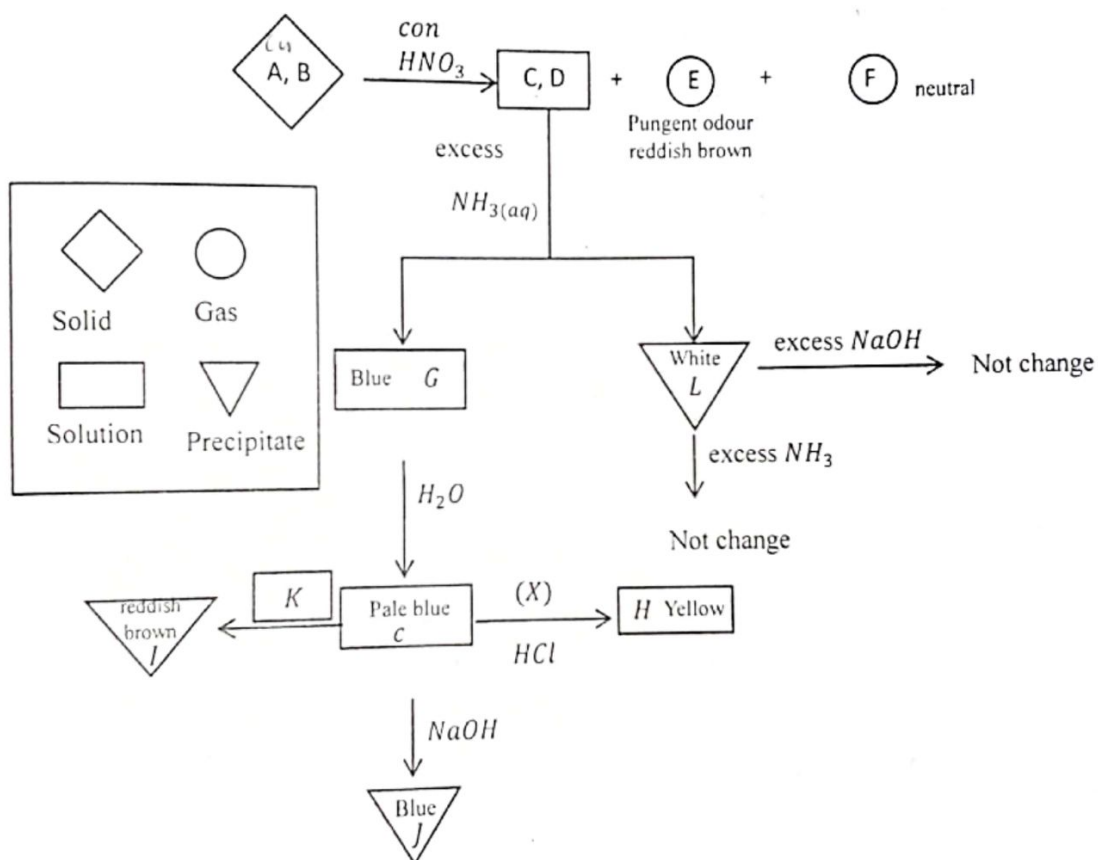 con
HNO₃
Cu
A, B
C, D + E + F neutral
Pungent odour
reddish brown
excess
NH₃(aq)
Solid
Gas
Solution
Precipitate
Blue G
White
L
excess NaOH
Not change
excess NH₃
Not change
H₂O
reddish
brown
I
K
Pale blue
c
(X)
HCl
H Yellow
NaOH
Blue
J